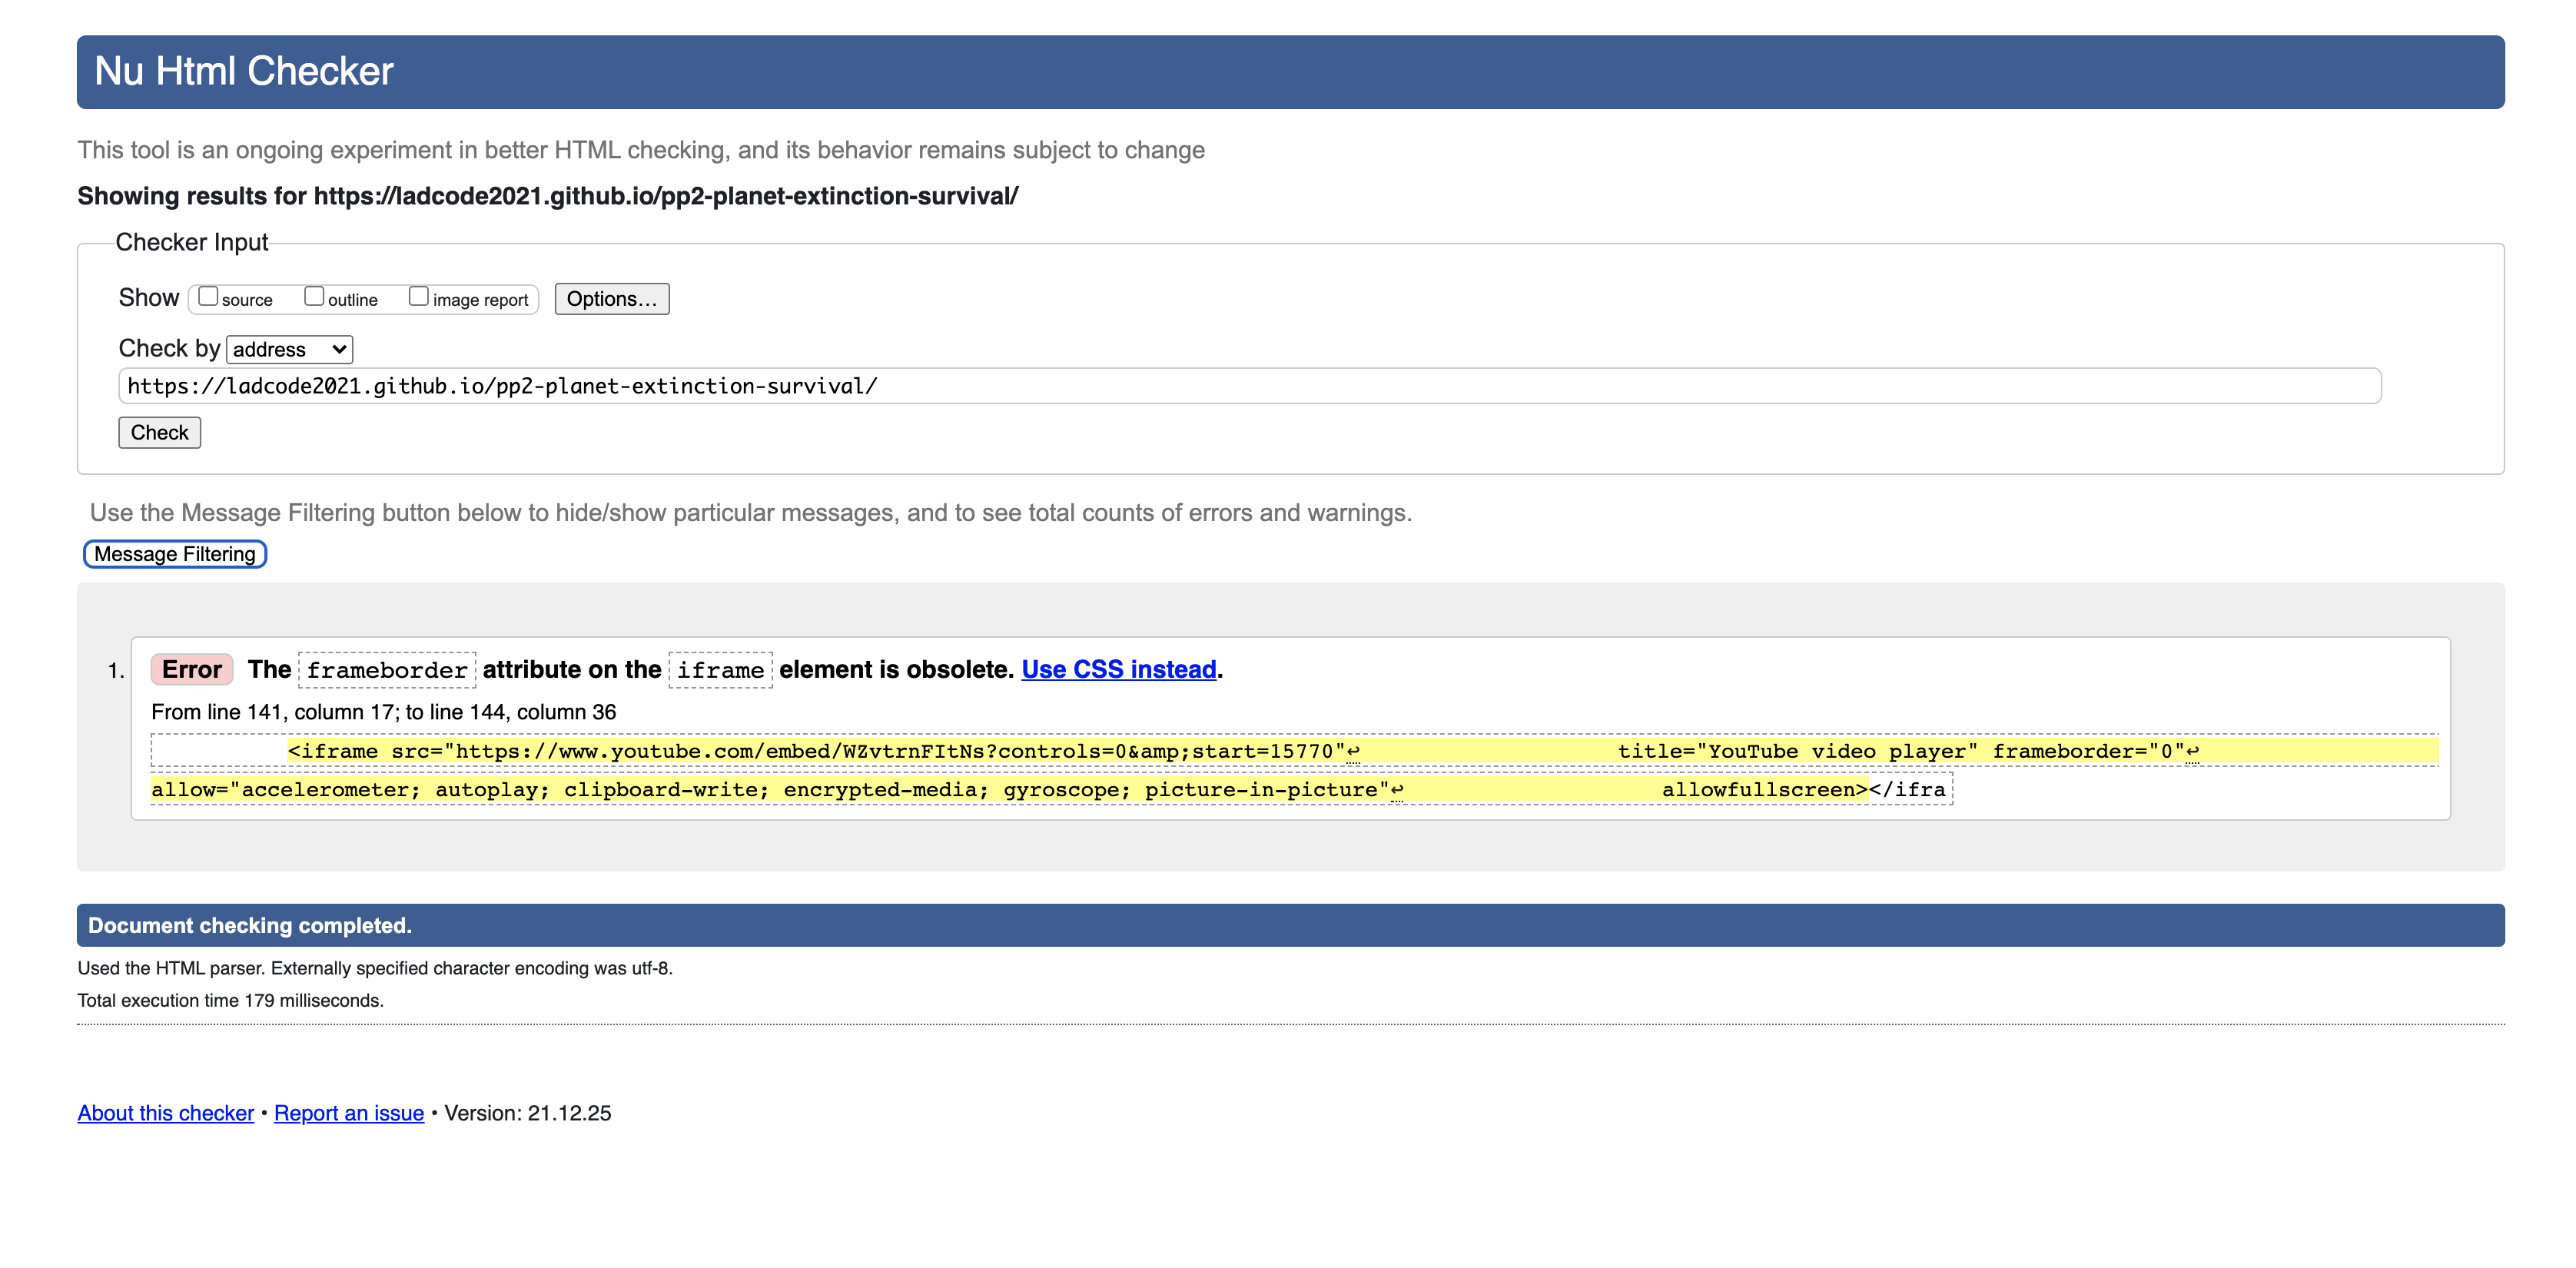 Nu Html Checker
This tool is an ongoing experiment in better HTML checking, and its behavior remains subject to change
Showing results for https://ladcode2021.github.io/pp2-planet-extinction-survival/
Checker Input
Show source outline image report Options...
Check by address
https://ladcode2021.github.io/pp2-planet-extinction-survival/
Check
Use the Message Filtering button below to hide/show particular messages, and to see total counts of errors and warnings.
Message Filtering
1. Error The frameborder attribute on the iframe element is obsolete. Use CSS instead.
From line 141, column 17; to line 144, column 36
<iframe src="https://www.youtube.com/embed/WZvtrnFItNs?controls=0&amp;start=15770"↩ title="YouTube video player" frameborder="0"↩
allow="accelerometer; autoplay; clipboard-write; encrypted-media; gyroscope; picture-in-picture"↩ allowfullscreen></ifra
Document checking completed.
Used the HTML parser. Externally specified character encoding was utf-8.
Total execution time 179 milliseconds.
About this checker • Report an issue • Version: 21.12.25